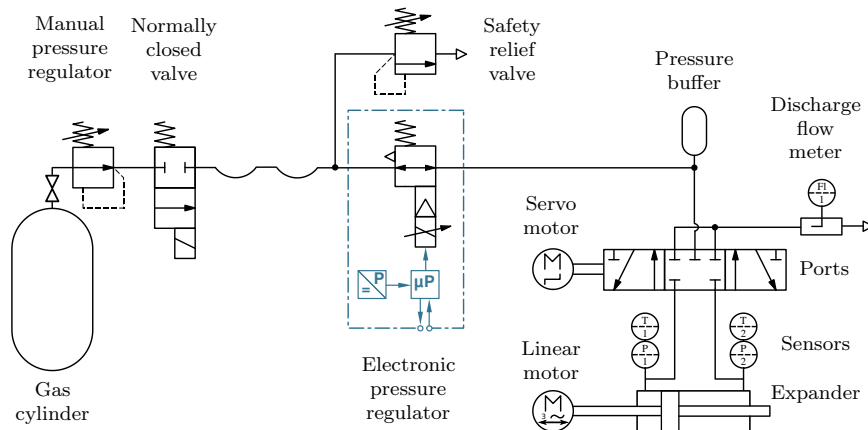 Manual
pressure
regulator
Normally
closed
valve
Safety
relief
valve
Pressure
buffer
Discharge
flow
meter
FI
1
Servo
motor
M
Ports
P
=
μP
T
1
P
1
T
2
P
2
Sensors
Linear
motor
M
3 ~
Expander
Electronic
pressure
regulator
Gas
cylinder